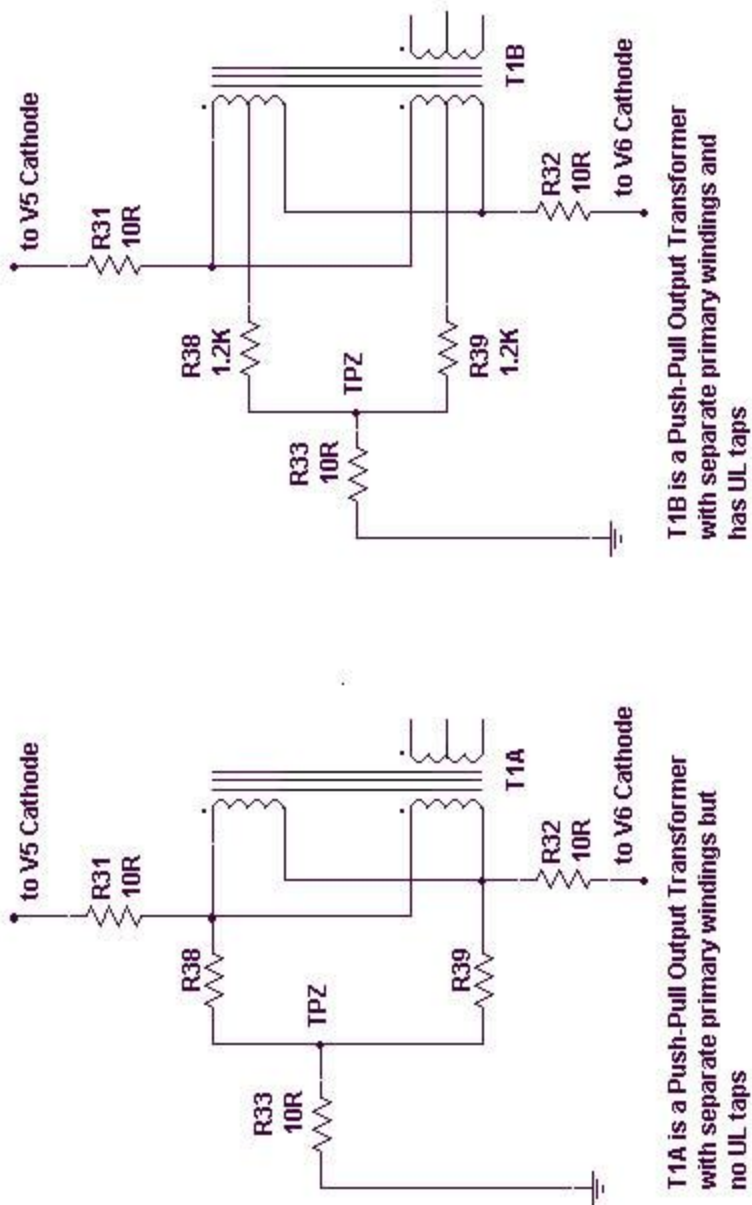 to V5 Cathode
R31
10R
R38
TPZ
R33
10R
R39
T1A
R32
10R
to V6 Cathode
T1A is a Push-Pull Output Transformer
with separate primary windings but
no UL taps
to V5 Cathode
R31
10R
R38
1.2K
TPZ
R33
10R
R39
1.2K
T1B
R32
10R
to V6 Cathode
T1B is a Push-Pull Output Transformer
with separate primary windings and
has UL taps